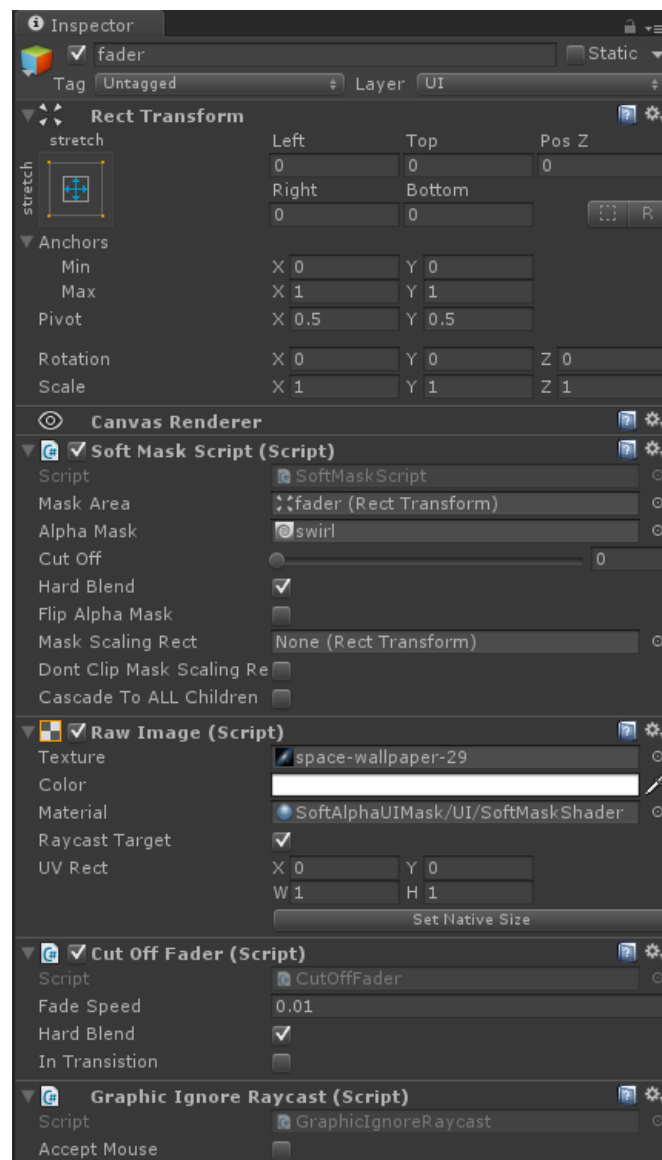 Inspector
fader Static
Tag Untagged Layer UI
Rect Transform
stretch Left Top Pos Z
stretch 0 0 0
Right Bottom
0 0 R
Anchors
Min X 0 Y 0
Max X 1 Y 1
Pivot X 0.5 Y 0.5
Rotation X 0 Y 0 Z 0
Scale X 1 Y 1 Z 1
Canvas Renderer
C# Soft Mask Script (Script)
Script SoftMaskScript
Mask Area fader (Rect Transform)
Alpha Mask swirl
Cut Off 0
Hard Blend
Flip Alpha Mask
Mask Scaling Rect None (Rect Transform)
Dont Clip Mask Scaling Re
Cascade To ALL Children
Raw Image (Script)
Texture space-wallpaper-29
Color
Material SoftAlphaUIMask/UI/SoftMaskShader
Raycast Target
UV Rect X 0 Y 0
W 1 H 1
Set Native Size
C# Cut Off Fader (Script)
Script CutOffFader
Fade Speed 0.01
Hard Blend
In Transistion
C# Graphic Ignore Raycast (Script)
Script GraphicIgnoreRaycast
Accept Mouse